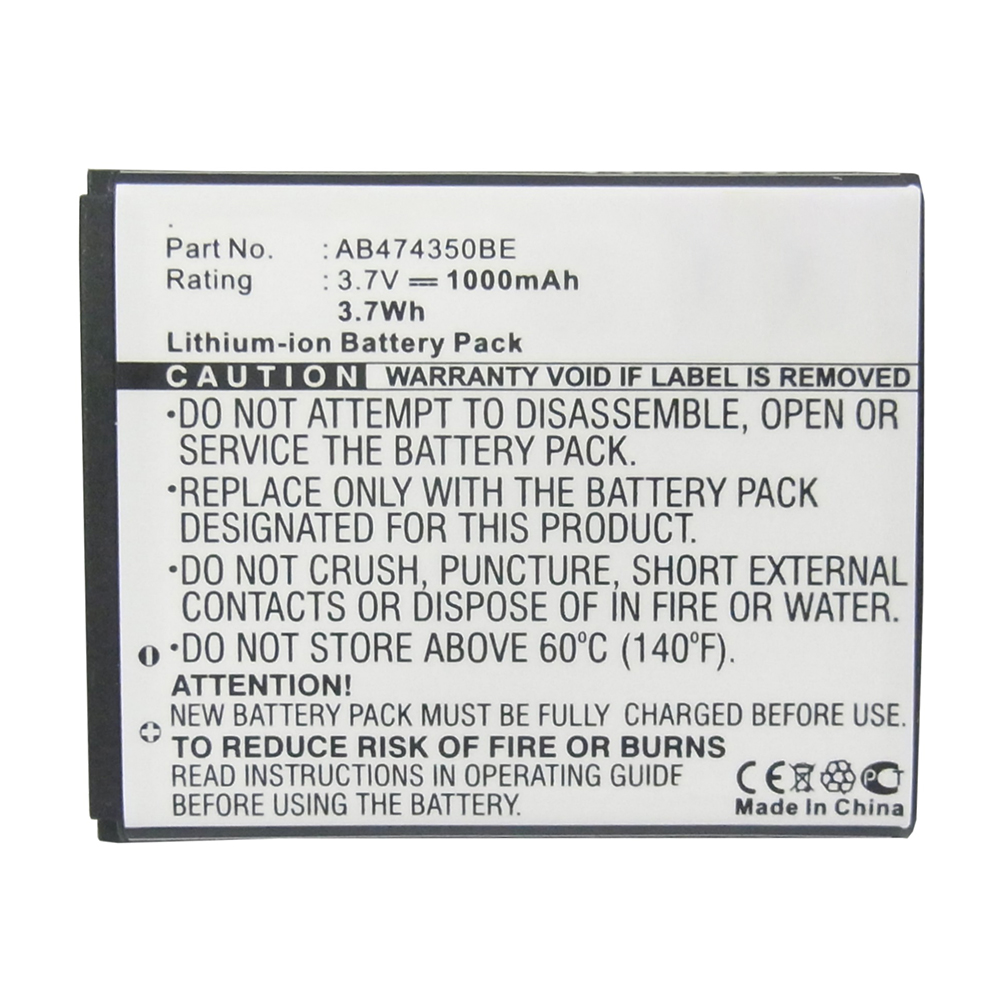 Part No. : AB474350BE
Rating : 3.7V 1000mAh
3.7Wh
Lithium-ion Battery Pack
CAUTION WARRANTY VOID IF LABEL IS REMOVED
•DO NOT ATTEMPT TO DISASSEMBLE, OPEN OR
SERVICE THE BATTERY PACK.
•REPLACE ONLY WITH THE BATTERY PACK
DESIGNATED FOR THIS PRODUCT.
•DO NOT CRUSH, PUNCTURE, SHORT EXTERNAL
CONTACTS OR DISPOSE OF IN FIRE OR WATER.
•DO NOT STORE ABOVE 60°C (140°F).
ATTENTION!
NEW BATTERY PACK MUST BE FULLY CHARGED BEFORE USE.
TO REDUCE RISK OF FIRE OR BURNS
READ INSTRUCTIONS IN OPERATING GUIDE
BEFORE USING THE BATTERY.
CE PCT
Made In China